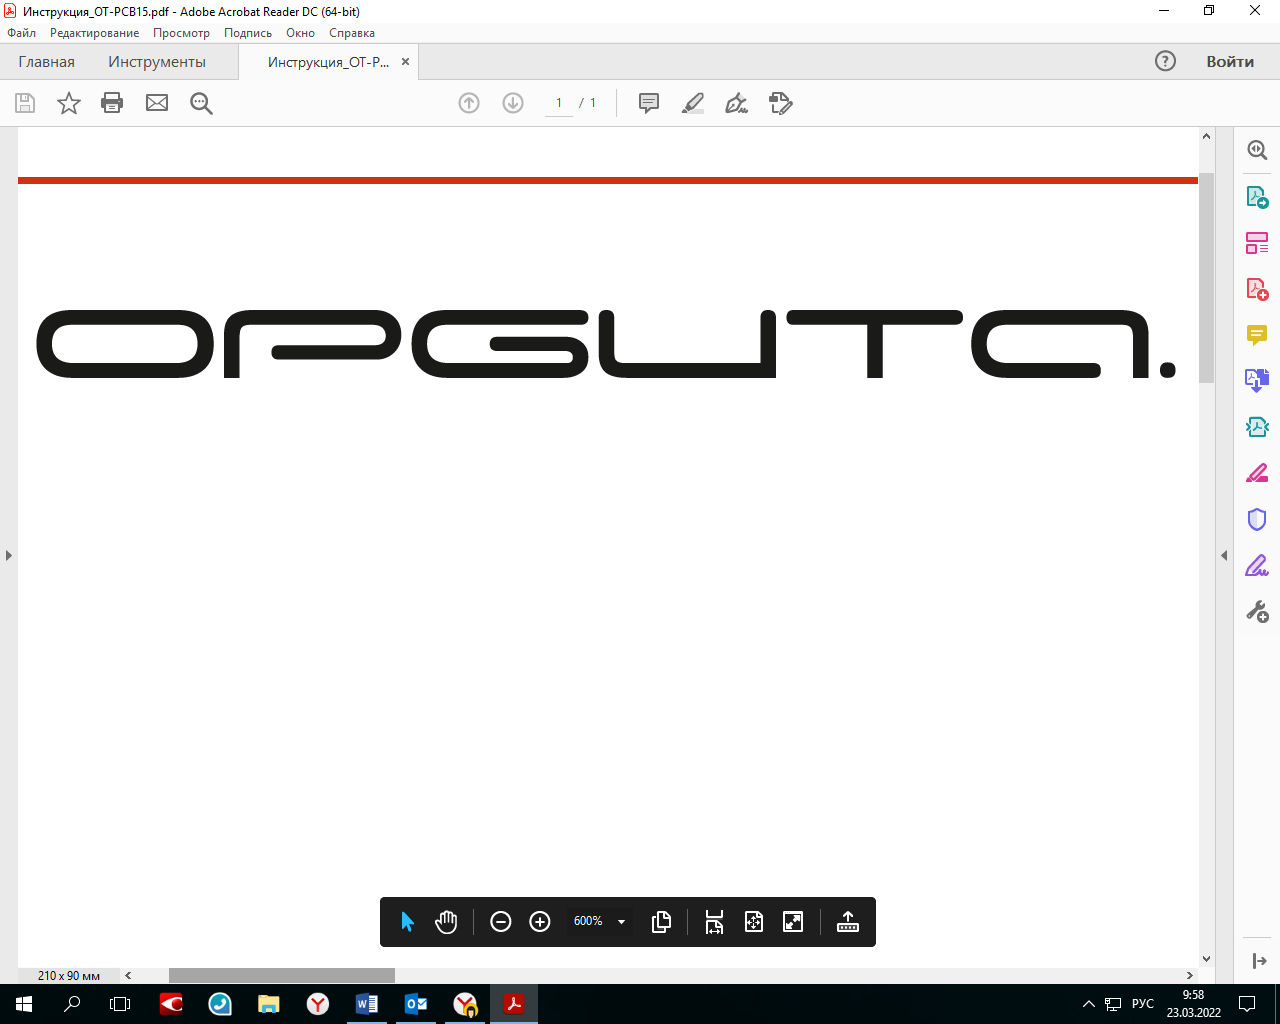 Инструкция_OT-PCB15.pdf - Adobe Acrobat Reader DC (64-bit)
Файл Редактирование Просмотр Подпись Окно Справка
Главная Инструменты Инструкция_OT-P... × ? Войти
1 / 1
ОРБИТА.
600%
210 x 90 мм
РУС 9:58
23.03.2022